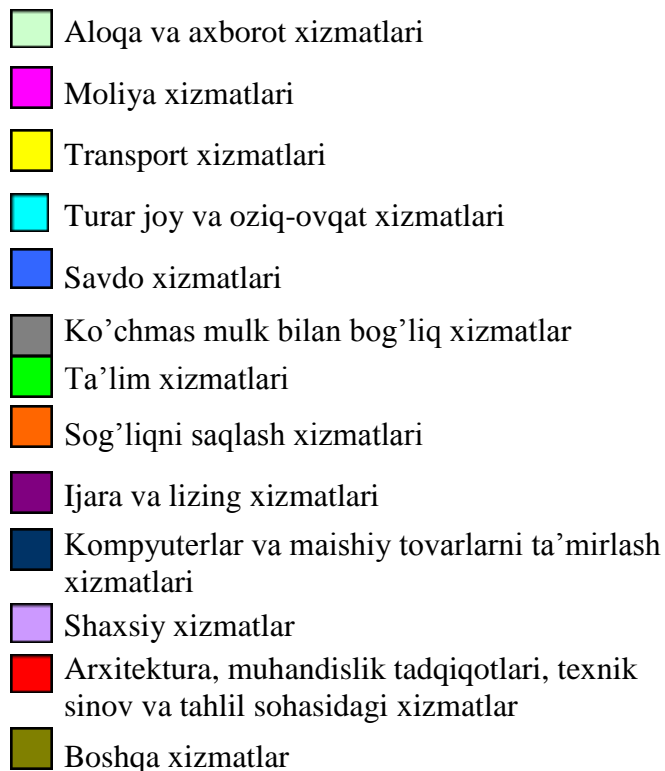 Aloqa va axborot xizmatlari
Moliya xizmatlari
Transport xizmatlari
Turar joy va oziq-ovqat xizmatlari
Savdo xizmatlari
Ko’chmas mulk bilan bog’liq xizmatlar
Ta’lim xizmatlari
Sog’liqni saqlash xizmatlari
Ijara va lizing xizmatlari
Kompyuterlar va maishiy tovarlarni ta’mirlash
xizmatlari
Shaxsiy xizmatlar
Arxitektura, muhandislik tadqiqotlari, texnik
sinov va tahlil sohasidagi xizmatlar
Boshqa xizmatlar